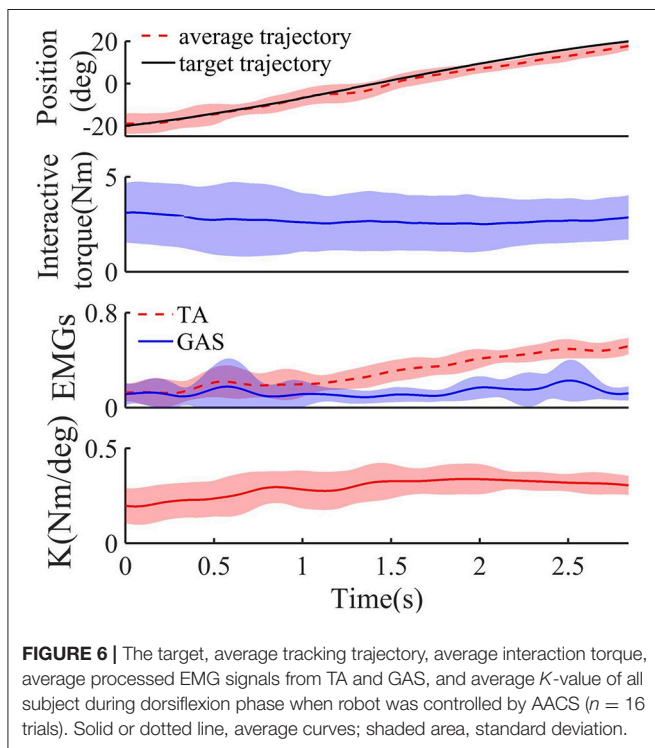 20
0
-20
Position
(deg)
average trajectory
target trajectory
5
0
Interactive
torque(Nm)
0.8
0
EMGs
TA
GAS
0.5
0
K(Nm/deg)
0 0.5 1 1.5 2 2.5
Time(s)
FIGURE 6 | The target, average tracking trajectory, average interaction torque,
average processed EMG signals from TA and GAS, and average K-value of all
subject during dorsiflexion phase when robot was controlled by AACS (n = 16
trials). Solid or dotted line, average curves; shaded area, standard deviation.